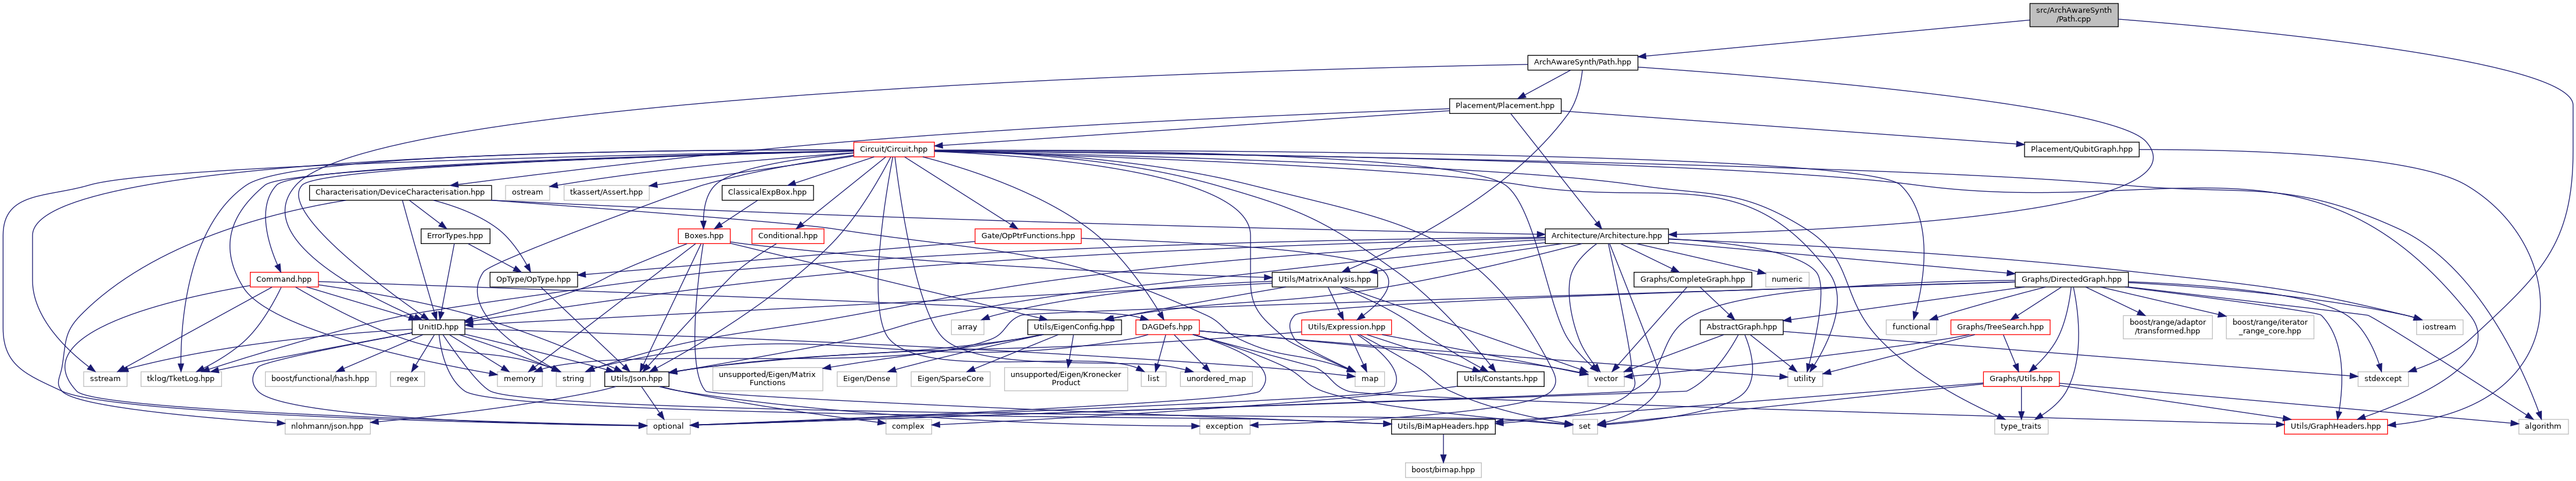 src/ArchAwareSynth
/Path.cpp
ArchAwareSynth/Path.hpp
Placement/Placement.hpp
Circuit/Circuit.hpp
Placement/QubitGraph.hpp
Characterisation/DeviceCharacterisation.hpp
ostream
tkassert/Assert.hpp
ClassicalExpBox.hpp
ErrorTypes.hpp
Boxes.hpp
Conditional.hpp
Gate/OpPtrFunctions.hpp
Architecture/Architecture.hpp
Command.hpp
OpType/OpType.hpp
Utils/MatrixAnalysis.hpp
Graphs/CompleteGraph.hpp
numeric
Graphs/DirectedGraph.hpp
UnitID.hpp
array
Utils/EigenConfig.hpp
DAGDefs.hpp
Utils/Expression.hpp
AbstractGraph.hpp
functional
Graphs/TreeSearch.hpp
boost/range/adaptor
/transformed.hpp
boost/range/iterator
_range_core.hpp
iostream
sstream
tklog/TketLog.hpp
boost/functional/hash.hpp
regex
memory
string
Utils/Json.hpp
unsupported/Eigen/Matrix
Functions
Eigen/Dense
Eigen/SparseCore
unsupported/Eigen/Kronecker
Product
list
unordered_map
map
Utils/Constants.hpp
vector
utility
Graphs/Utils.hpp
stdexcept
nlohmann/json.hpp
optional
complex
exception
Utils/BiMapHeaders.hpp
set
type_traits
Utils/GraphHeaders.hpp
algorithm
boost/bimap.hpp